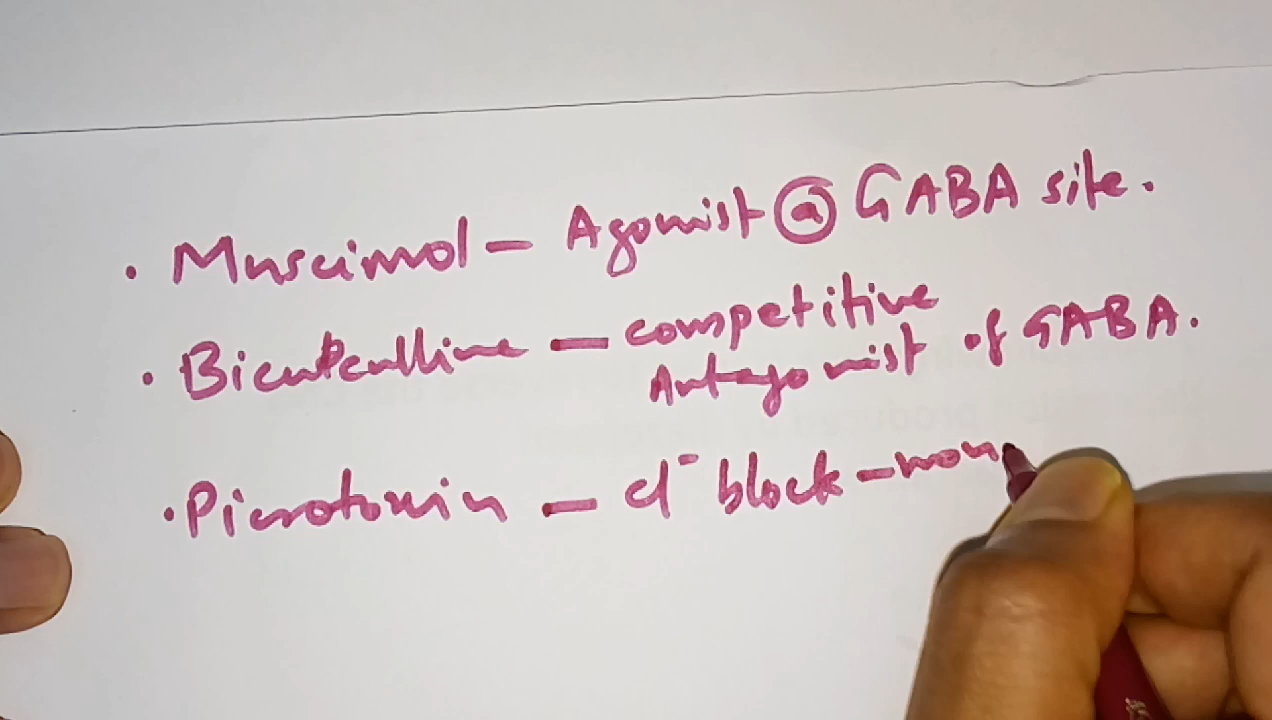 • Muscimol – Agonist @ GABA site.
• Bicuculline – competitive
Antagonist of GABA.
• Picrotoxin – Cl⁻ block – non